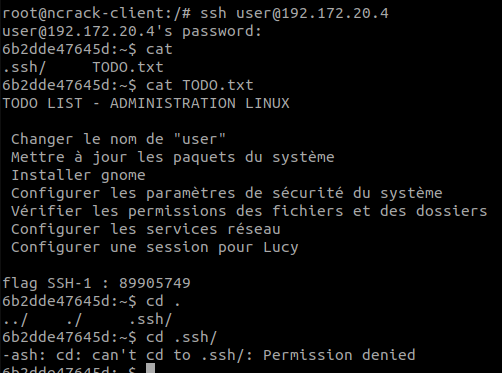 root@ncrack-client:/# ssh user@192.172.20.4
user@192.172.20.4's password:
6b2dde47645d:~$ cat
.ssh/     TODO.txt
6b2dde47645d:~$ cat TODO.txt
TODO LIST - ADMINISTRATION LINUX
Changer le nom de "user"
Mettre à jour les paquets du système
Installer gnome
Configurer les paramètres de sécurité du système
Vérifier les permissions des fichiers et des dossiers
Configurer les services réseau
Configurer une session pour Lucy
flag SSH-1 : 89905749
6b2dde47645d:~$ cd .
../    ./     .ssh/
6b2dde47645d:~$ cd .ssh/
-ash: cd: can't cd to .ssh/: Permission denied
6b2dde47645d:~$